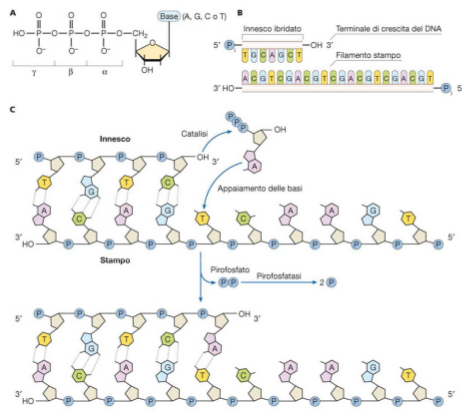 A
Base (A, G, C o T)
O O O
HO—P—O—P—O—P—O—CH₂
O⁻ O⁻ O⁻
O
OH
γ β α
B
Innesco ibridato Terminale di crescita del DNA
5′ P OH 3′
T G C A G C T
Filamento stampo
A C G T C G A G T C G A C G A G T C G A C G T
3′ HO P 5
C
Innesco
Catalisi
P P P OH
A
5′ P P P P OH 3′
T G T C
Appaiamento delle basi
A C A G T C A A G T
3′ HO P P P P P P P P P P 5′
Stampo
Pirofosfato
P P
Pirofosfatasi
2 P
5′ P P P P P OH 3′
T G T C A
A C A G T C A A G T
3′ HO P P P P P P P P P P 5′